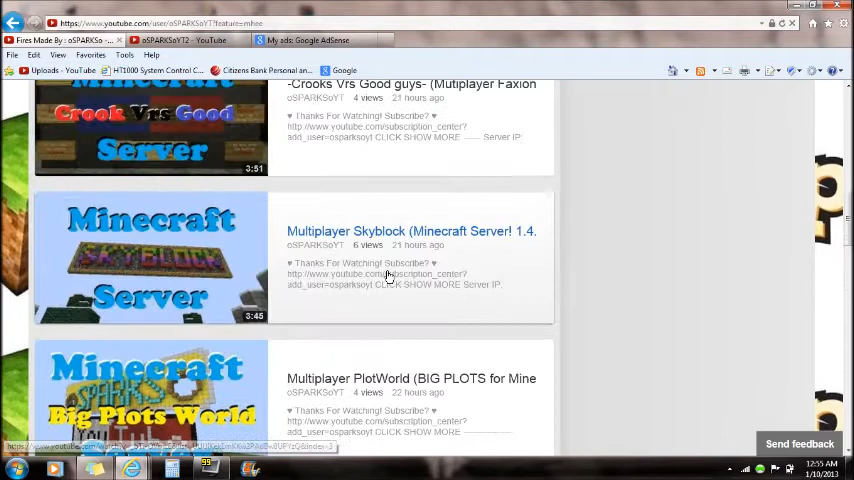 https://www.youtube.com/user/oSPARKSoYT?feature=mhee
Fires Made By : oSPARKSo -...
oSPARKSoYT2 - YouTube
My ads: Google AdSense
File Edit View Favorites Tools Help
Uploads - YouTube
HT1000 System Control C...
Citizens Bank Personal an...
Google
Minecraft
Crook Vrs Good
Server
3:51
-Crooks Vrs Good guys- (Mutiplayer Faxion
oSPARKSoYT 4 views 21 hours ago
♥ Thanks For Watching! Subscribe? ♥
http://www.youtube.com/subscription_center?
add_user=osparksoyt CLICK SHOW MORE ------ Server IP:
Minecraft
SKYBLOCK
Server
3:45
Multiplayer Skyblock (Minecraft Server! 1.4.
oSPARKSoYT 6 views 21 hours ago
♥ Thanks For Watching! Subscribe? ♥
http://www.youtube.com/subscription_center?
add_user=osparksoyt CLICK SHOW MORE Server IP.
Minecraft
SPARKS
Big Plots World
Multiplayer PlotWorld (BIG PLOTS for Mine
oSPARKSoYT 4 views 22 hours ago
♥ Thanks For Watching! Subscribe? ♥
http://www.youtube.com/subscription_center?
add_user=osparksoyt CLICK SHOW MORE ---------------
Send feedback
12:55 AM
1/10/2013